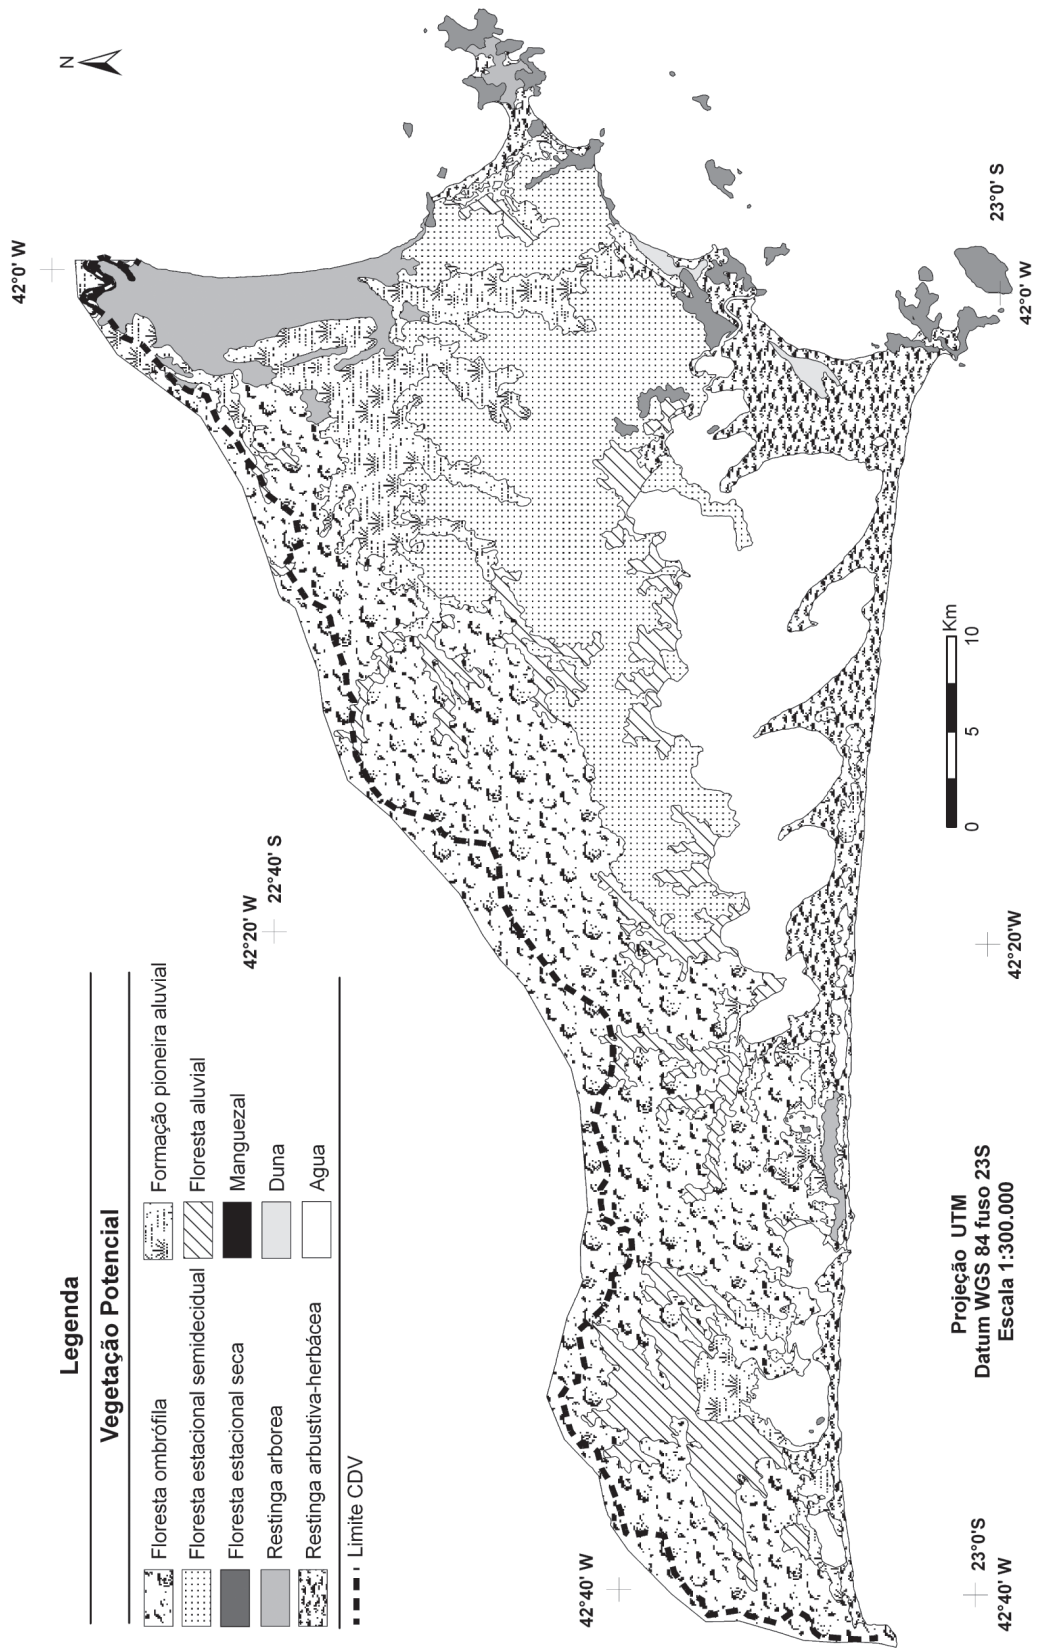 Legenda
Vegetação Potencial
Floresta ombrófila
Floresta estacional semidecidual
Floresta estacional seca
Restinga arborea
Restinga arbustiva-herbácea
Limite CDV
Formação pioneira aluvial
Floresta aluvial
Manguezal
Duna
Agua
N
42°0' W
42°20' W
22°40' S
42°40' W
23°0' S
42°0' W
42°20'W
23°0'S
42°40' W
0 5 10 Km
Projeção UTM
Datum WGS 84 fuso 23S
Escala 1:300.000